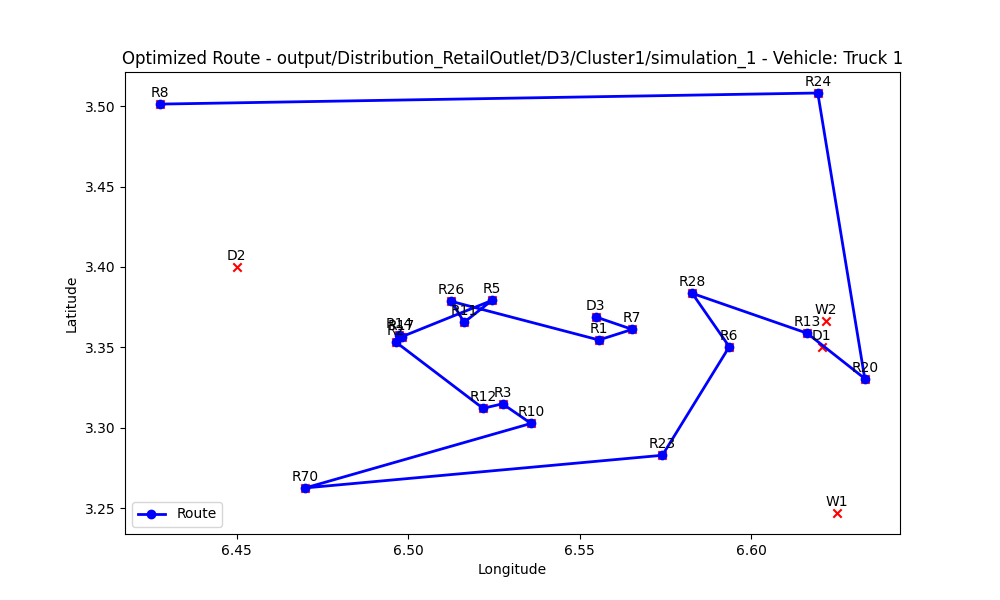 Optimized Route - output/Distribution_RetailOutlet/D3/Cluster1/simulation_1 - Vehicle: Truck 1
R24
R8
3.50
3.45
D2
3.40
R28
R26
R5
D3
W2
R11
R7
R13
R14
R1
R6
D1
3.35
R20
R12
R3
R10
3.30
R23
R70
W1
3.25
Route
6.45
6.50
6.55
6.60
Longitude
Latitude